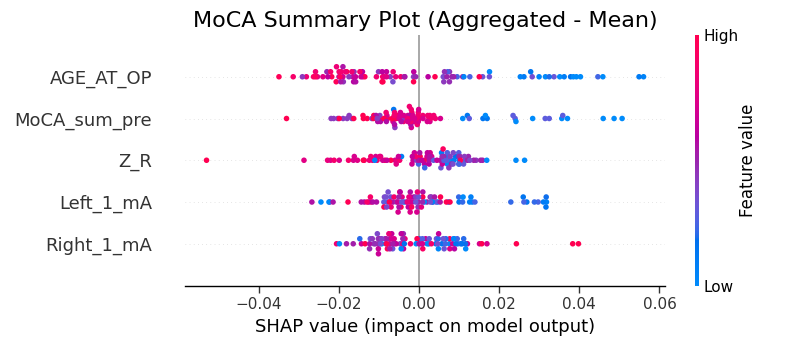 MoCA Summary Plot (Aggregated - Mean)
High
AGE_AT_OP
MoCA_sum_pre
Z_R
Left_1_mA
Right_1_mA
Feature value
Low
−0.04 −0.02 0.00 0.02 0.04 0.06
SHAP value (impact on model output)